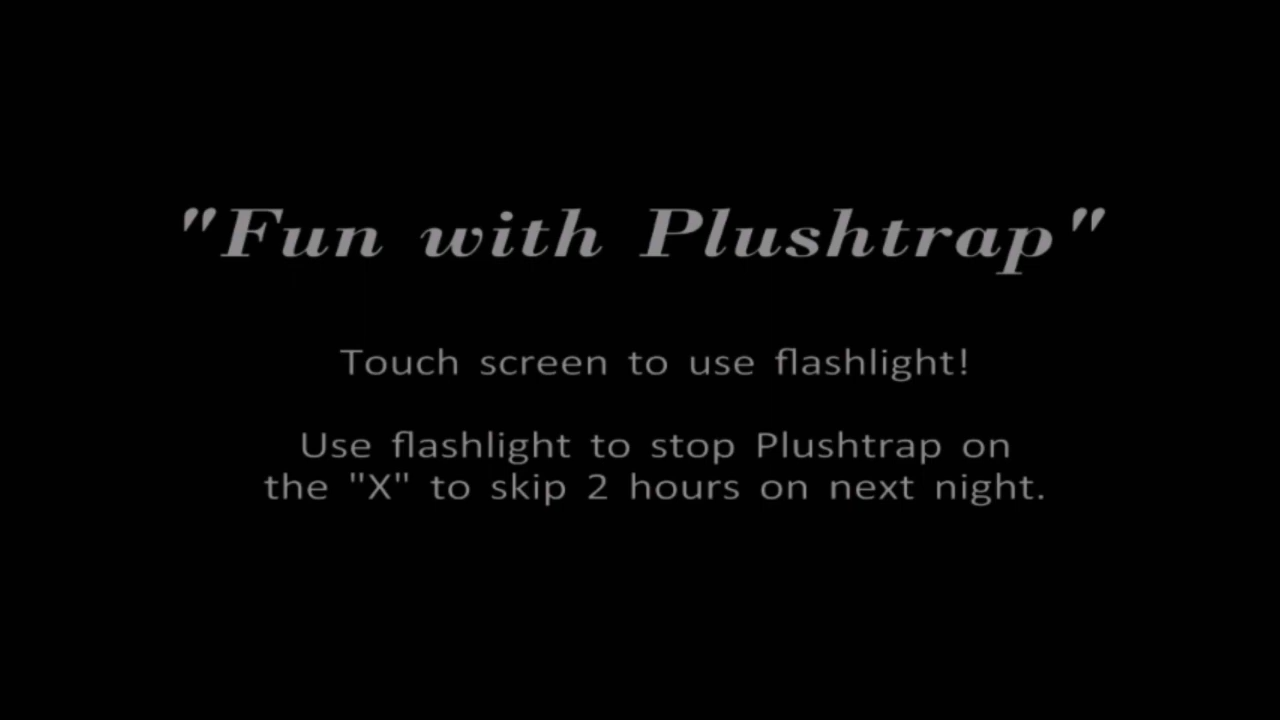 "Fun with Plushtrap"
Touch screen to use flashlight!
Use flashlight to stop Plushtrap on
the "X" to skip 2 hours on next night.